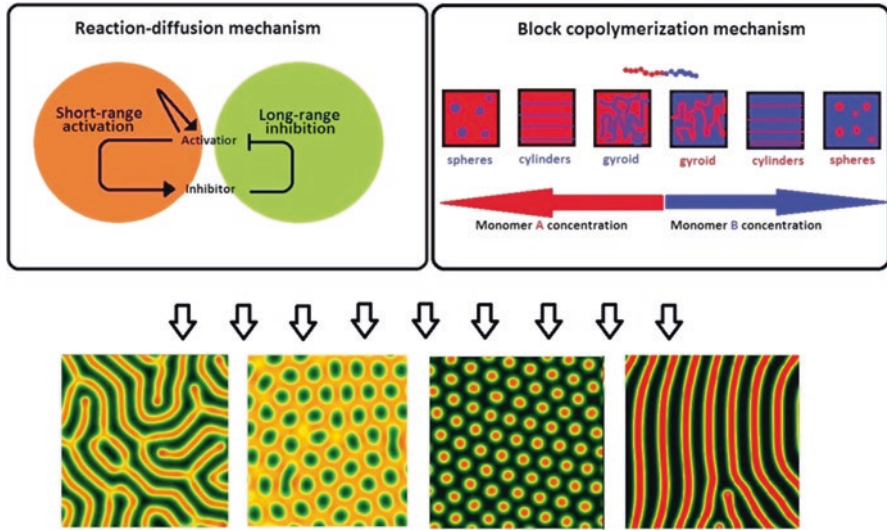 Reaction-diffusion mechanism
Short-range
activation
Long-range
inhibition
Activatior
Inhibitor
Block copolymerization mechanism
spheres cylinders gyroid gyroid cylinders spheres
Monomer A concentration Monomer B concentration